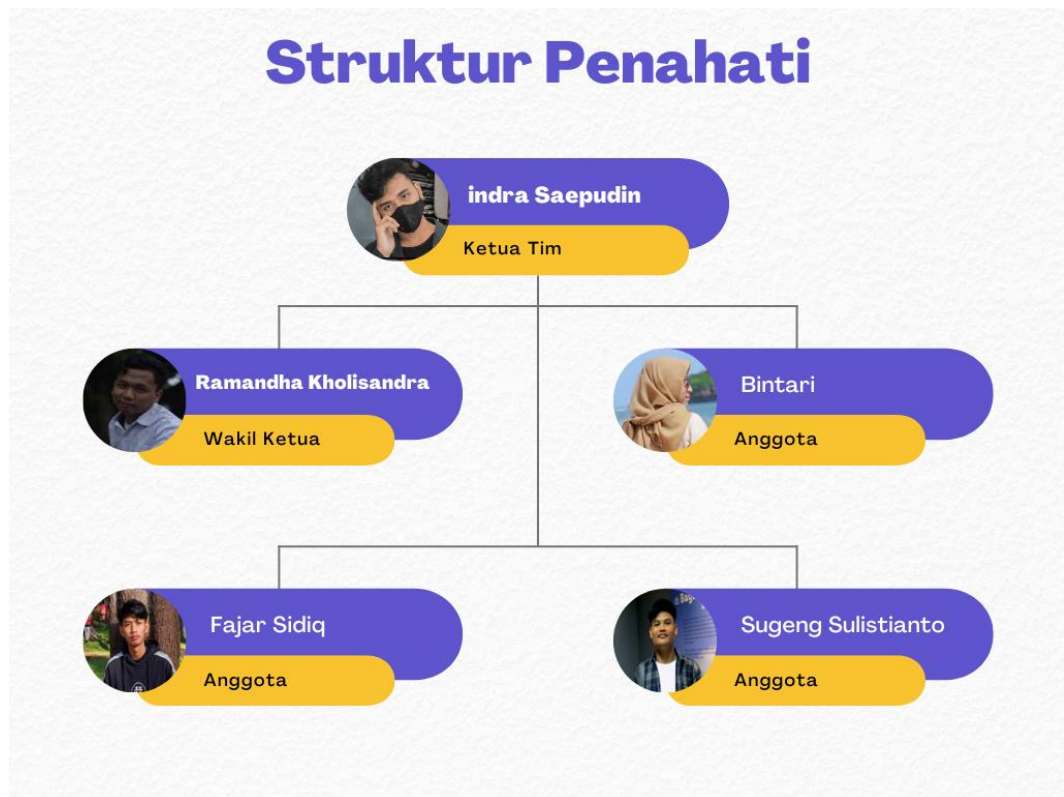 Struktur Penahati
indra Saepudin
Ketua Tim
Ramandha Kholisandra
Wakil Ketua
Bintari
Anggota
Fajar Sidiq
Anggota
Sugeng Sulistianto
Anggota